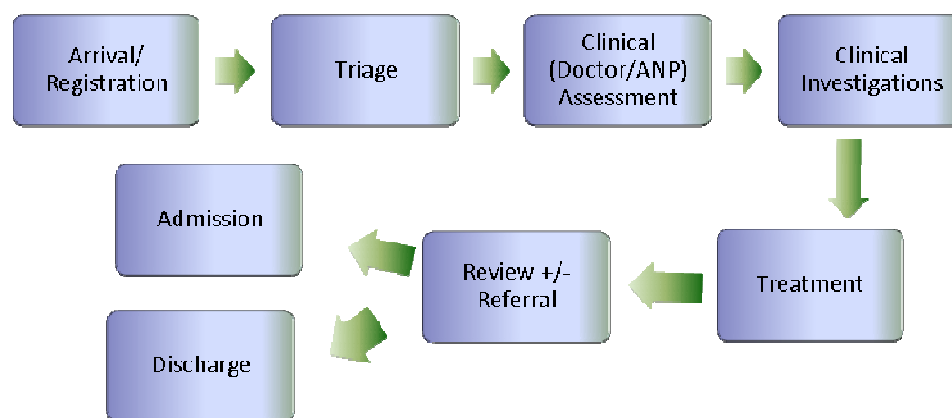 Arrival/
Registration
Triage
Clinical
(Doctor/ANP)
Assessment
Clinical
Investigations
Treatment
Review +/-
Referral
Admission
Discharge